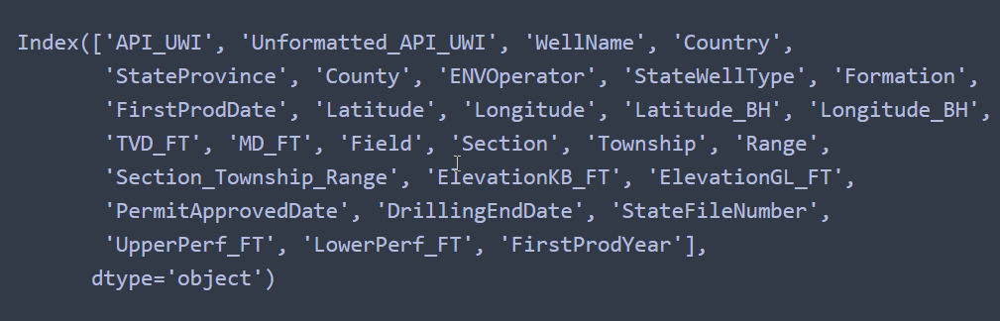 Index(['API_UWI', 'Unformatted_API_UWI', 'WellName', 'Country',
'StateProvince', 'County', 'ENVOperator', 'StateWellType', 'Formation',
'FirstProdDate', 'Latitude', 'Longitude', 'Latitude_BH', 'Longitude_BH',
'TVD_FT', 'MD_FT', 'Field', 'Section', 'Township', 'Range',
'Section_Township_Range', 'ElevationKB_FT', 'ElevationGL_FT',
'PermitApprovedDate', 'DrillingEndDate', 'StateFileNumber',
'UpperPerf_FT', 'LowerPerf_FT', 'FirstProdYear'],
dtype='object')